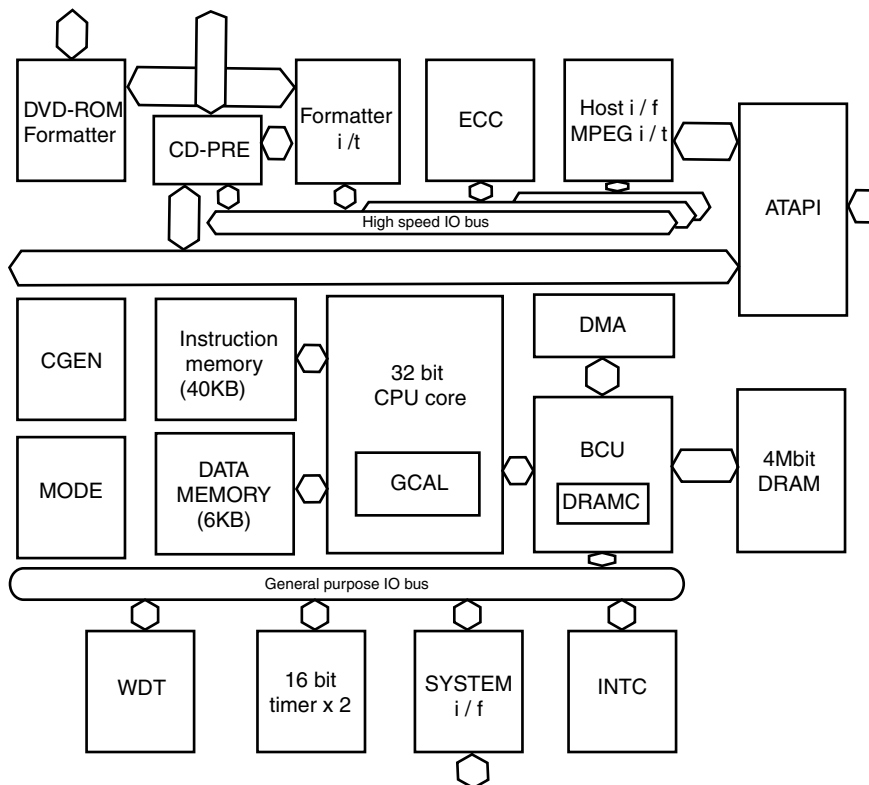 DVD-ROM
Formatter
CD-PRE
Formatter
i /t
ECC
Host i / f
MPEG i / t
ATAPI
High speed IO bus
CGEN
Instruction
memory
(40KB)
32 bit
CPU core
DMA
MODE
DATA
MEMORY
(6KB)
GCAL
BCU
DRAMC
4Mbit
DRAM
General purpose IO bus
WDT
16 bit
timer x 2
SYSTEM
i / f
INTC